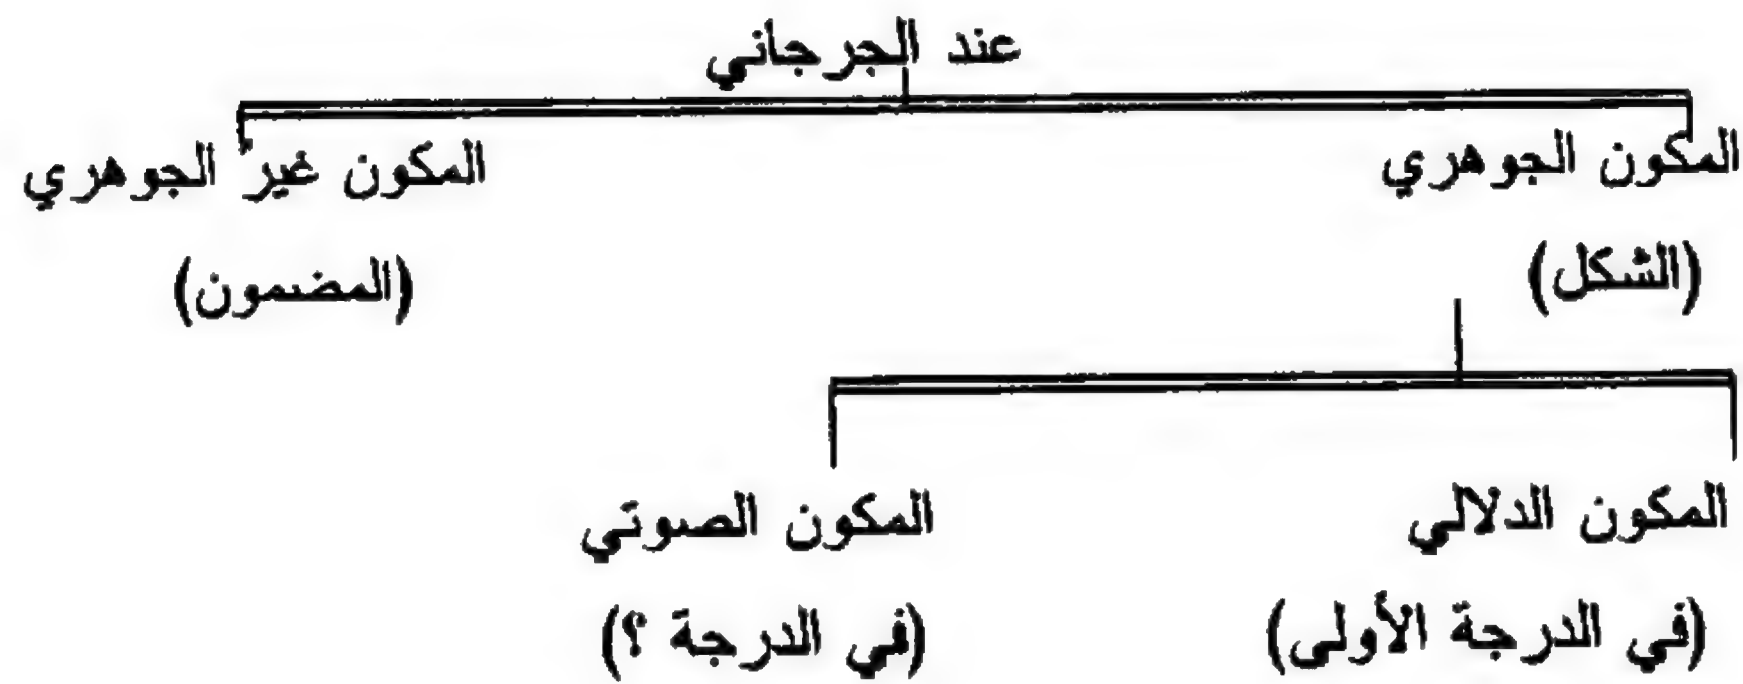 عند الجرجاني
المكون الجوهري
المكون غير الجوهري
(الشكل)
(المضمون)
المكون الدلالي
المكون الصوتي
(في الدرجة الأولى)
(في الدرجة ؟)